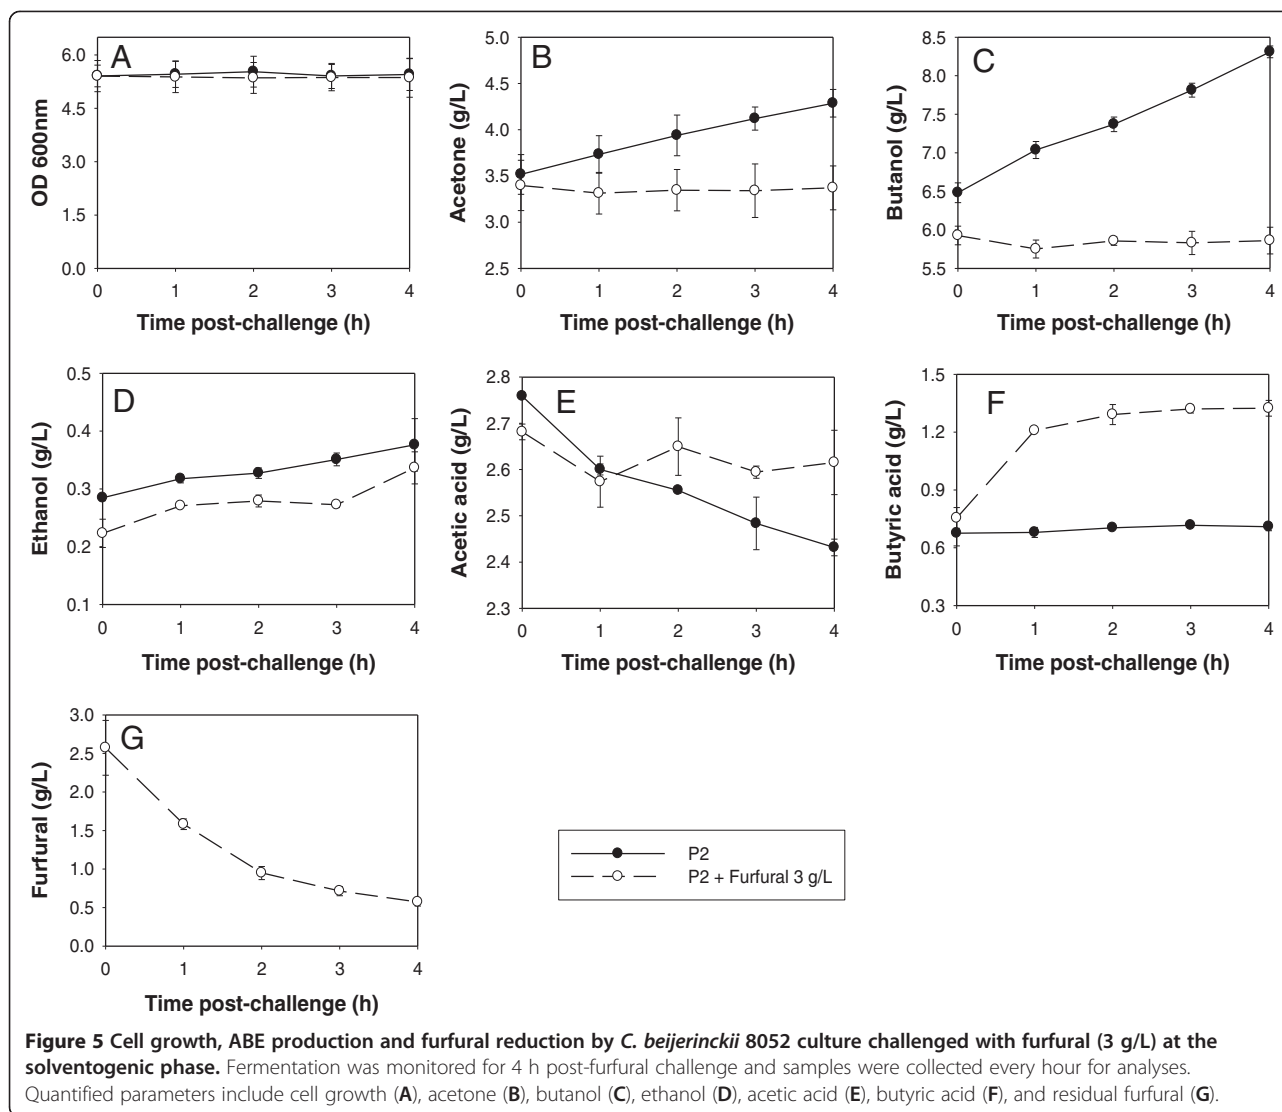 A
OD 600nm
6.0
4.5
3.0
1.5
0.0
0 1 2 3 4
Time post-challenge (h)
B
Acetone (g/L)
5.0
4.5
4.0
3.5
3.0
2.5
0 1 2 3 4
Time post-challenge (h)
C
Butanol (g/L)
8.5
8.0
7.5
7.0
6.5
6.0
5.5
0 1 2 3 4
Time post-challenge (h)
D
Ethanol (g/L)
0.5
0.4
0.3
0.2
0.1
0 1 2 3 4
Time post-challenge (h)
E
Acetic acid (g/L)
2.8
2.7
2.6
2.5
2.4
2.3
0 1 2 3 4
Time post-challenge (h)
F
Butyric acid (g/L)
1.5
1.2
0.9
0.6
0.3
0 1 2 3 4
Time post-challenge (h)
G
Furfural (g/L)
3.0
2.5
2.0
1.5
1.0
0.5
0.0
0 1 2 3 4
Time post-challenge (h)
P2
P2 + Furfural 3 g/L
Figure 5 Cell growth, ABE production and furfural reduction by C. beijerinckii 8052 culture challenged with furfural (3 g/L) at the
solventogenic phase. Fermentation was monitored for 4 h post-furfural challenge and samples were collected every hour for analyses.
Quantified parameters include cell growth (A), acetone (B), butanol (C), ethanol (D), acetic acid (E), butyric acid (F), and residual furfural (G).